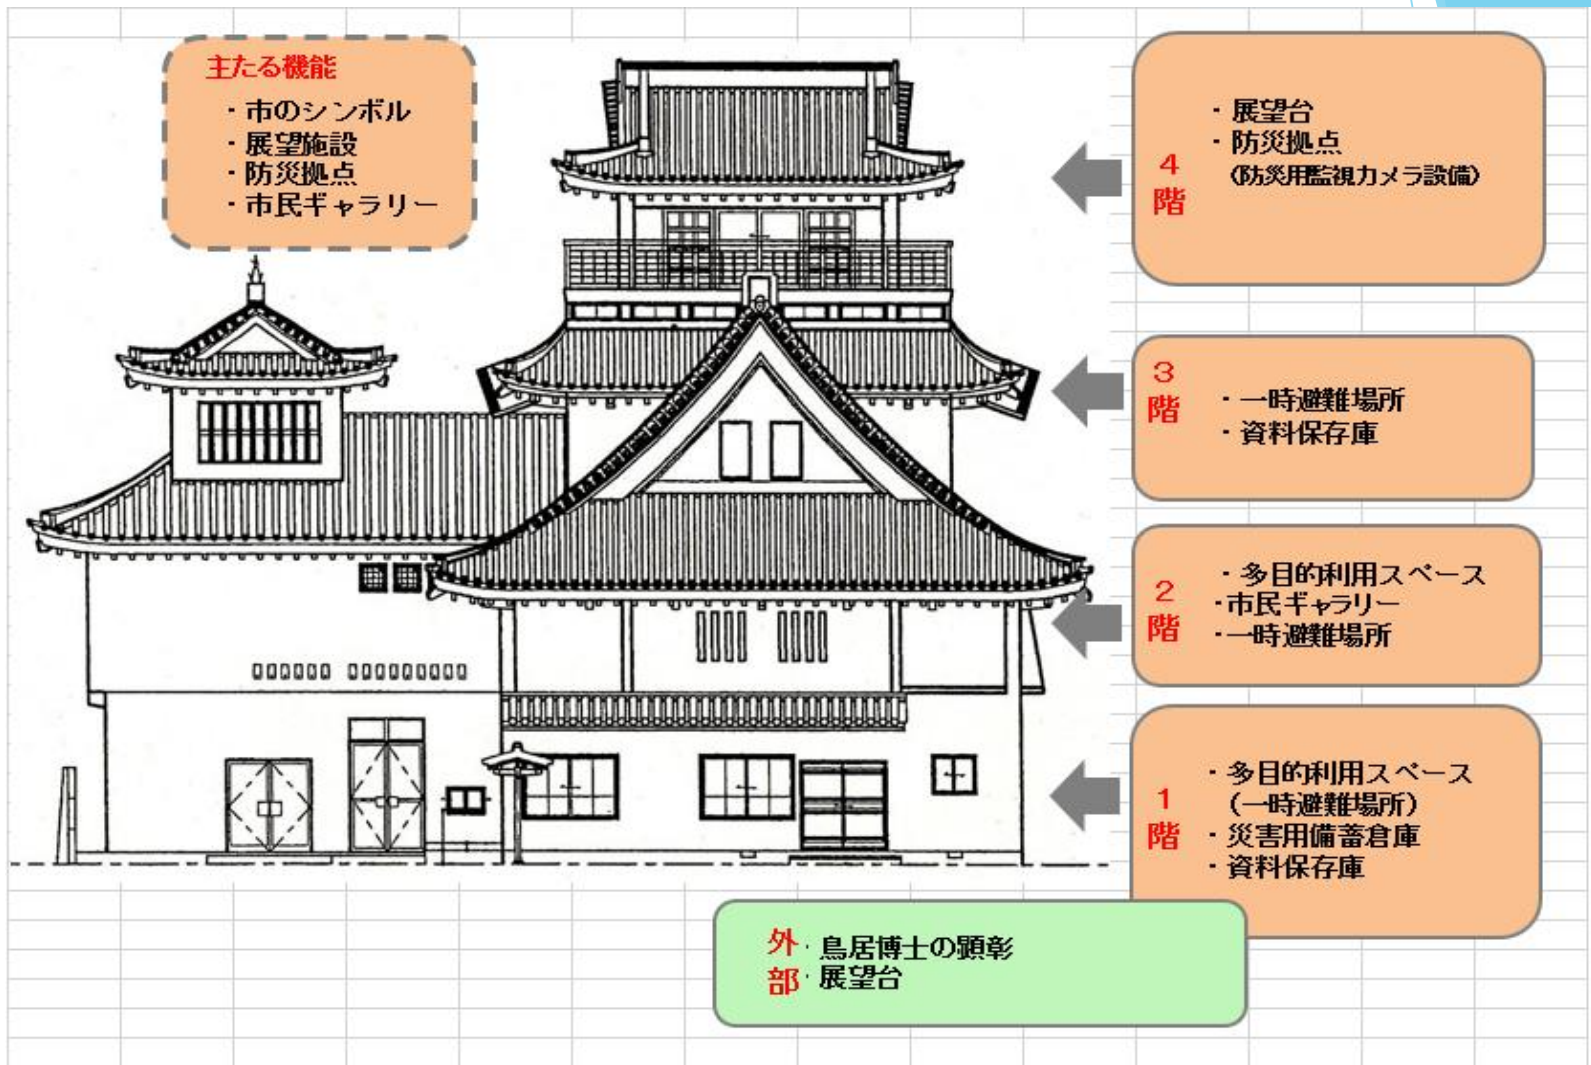 主たる機能
・市のシンボル
・展望施設
・防災拠点
・市民ギャラリー
4階
・展望台
・防災拠点
(防災用監視カメラ設備)
3階
・一時避難場所
・資料保存庫
2階
・多目的利用スペース
・市民ギャラリー
・一時避難場所
1階
・多目的利用スペース
(一時避難場所)
・災害用備蓄倉庫
・資料保存庫
外部
・鳥居博士の顕彰
・展望台